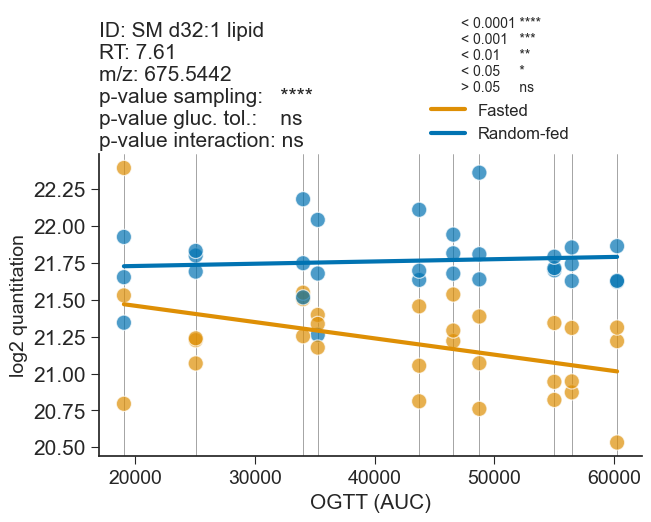 ID: SM d32:1 lipid
RT: 7.61
m/z: 675.5442
p-value sampling: ****
p-value gluc. tol.: ns
p-value interaction: ns
< 0.0001 ****
< 0.001 ***
< 0.01 **
< 0.05 *
> 0.05 ns
Fasted
Random-fed
log2 quantitation
22.25
22.00
21.75
21.50
21.25
21.00
20.75
20.50
20000 30000 40000 50000 60000
OGTT (AUC)